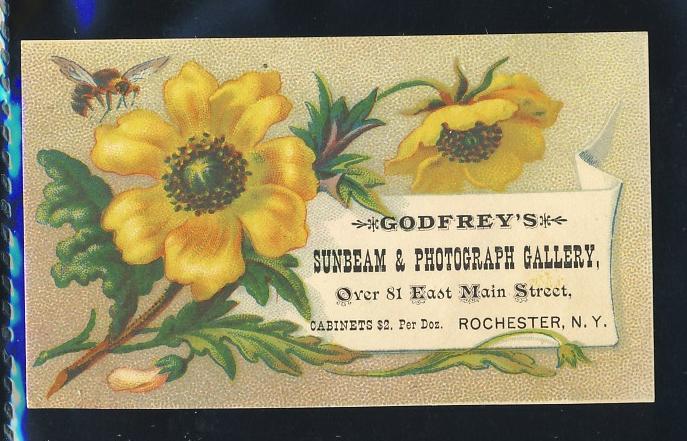 GODFREY'S
SUNBEAM & PHOTOGRAPH GALLERY,
Over 81 East Main Street,
CABINETS $2. Per Doz. ROCHESTER, N. Y.